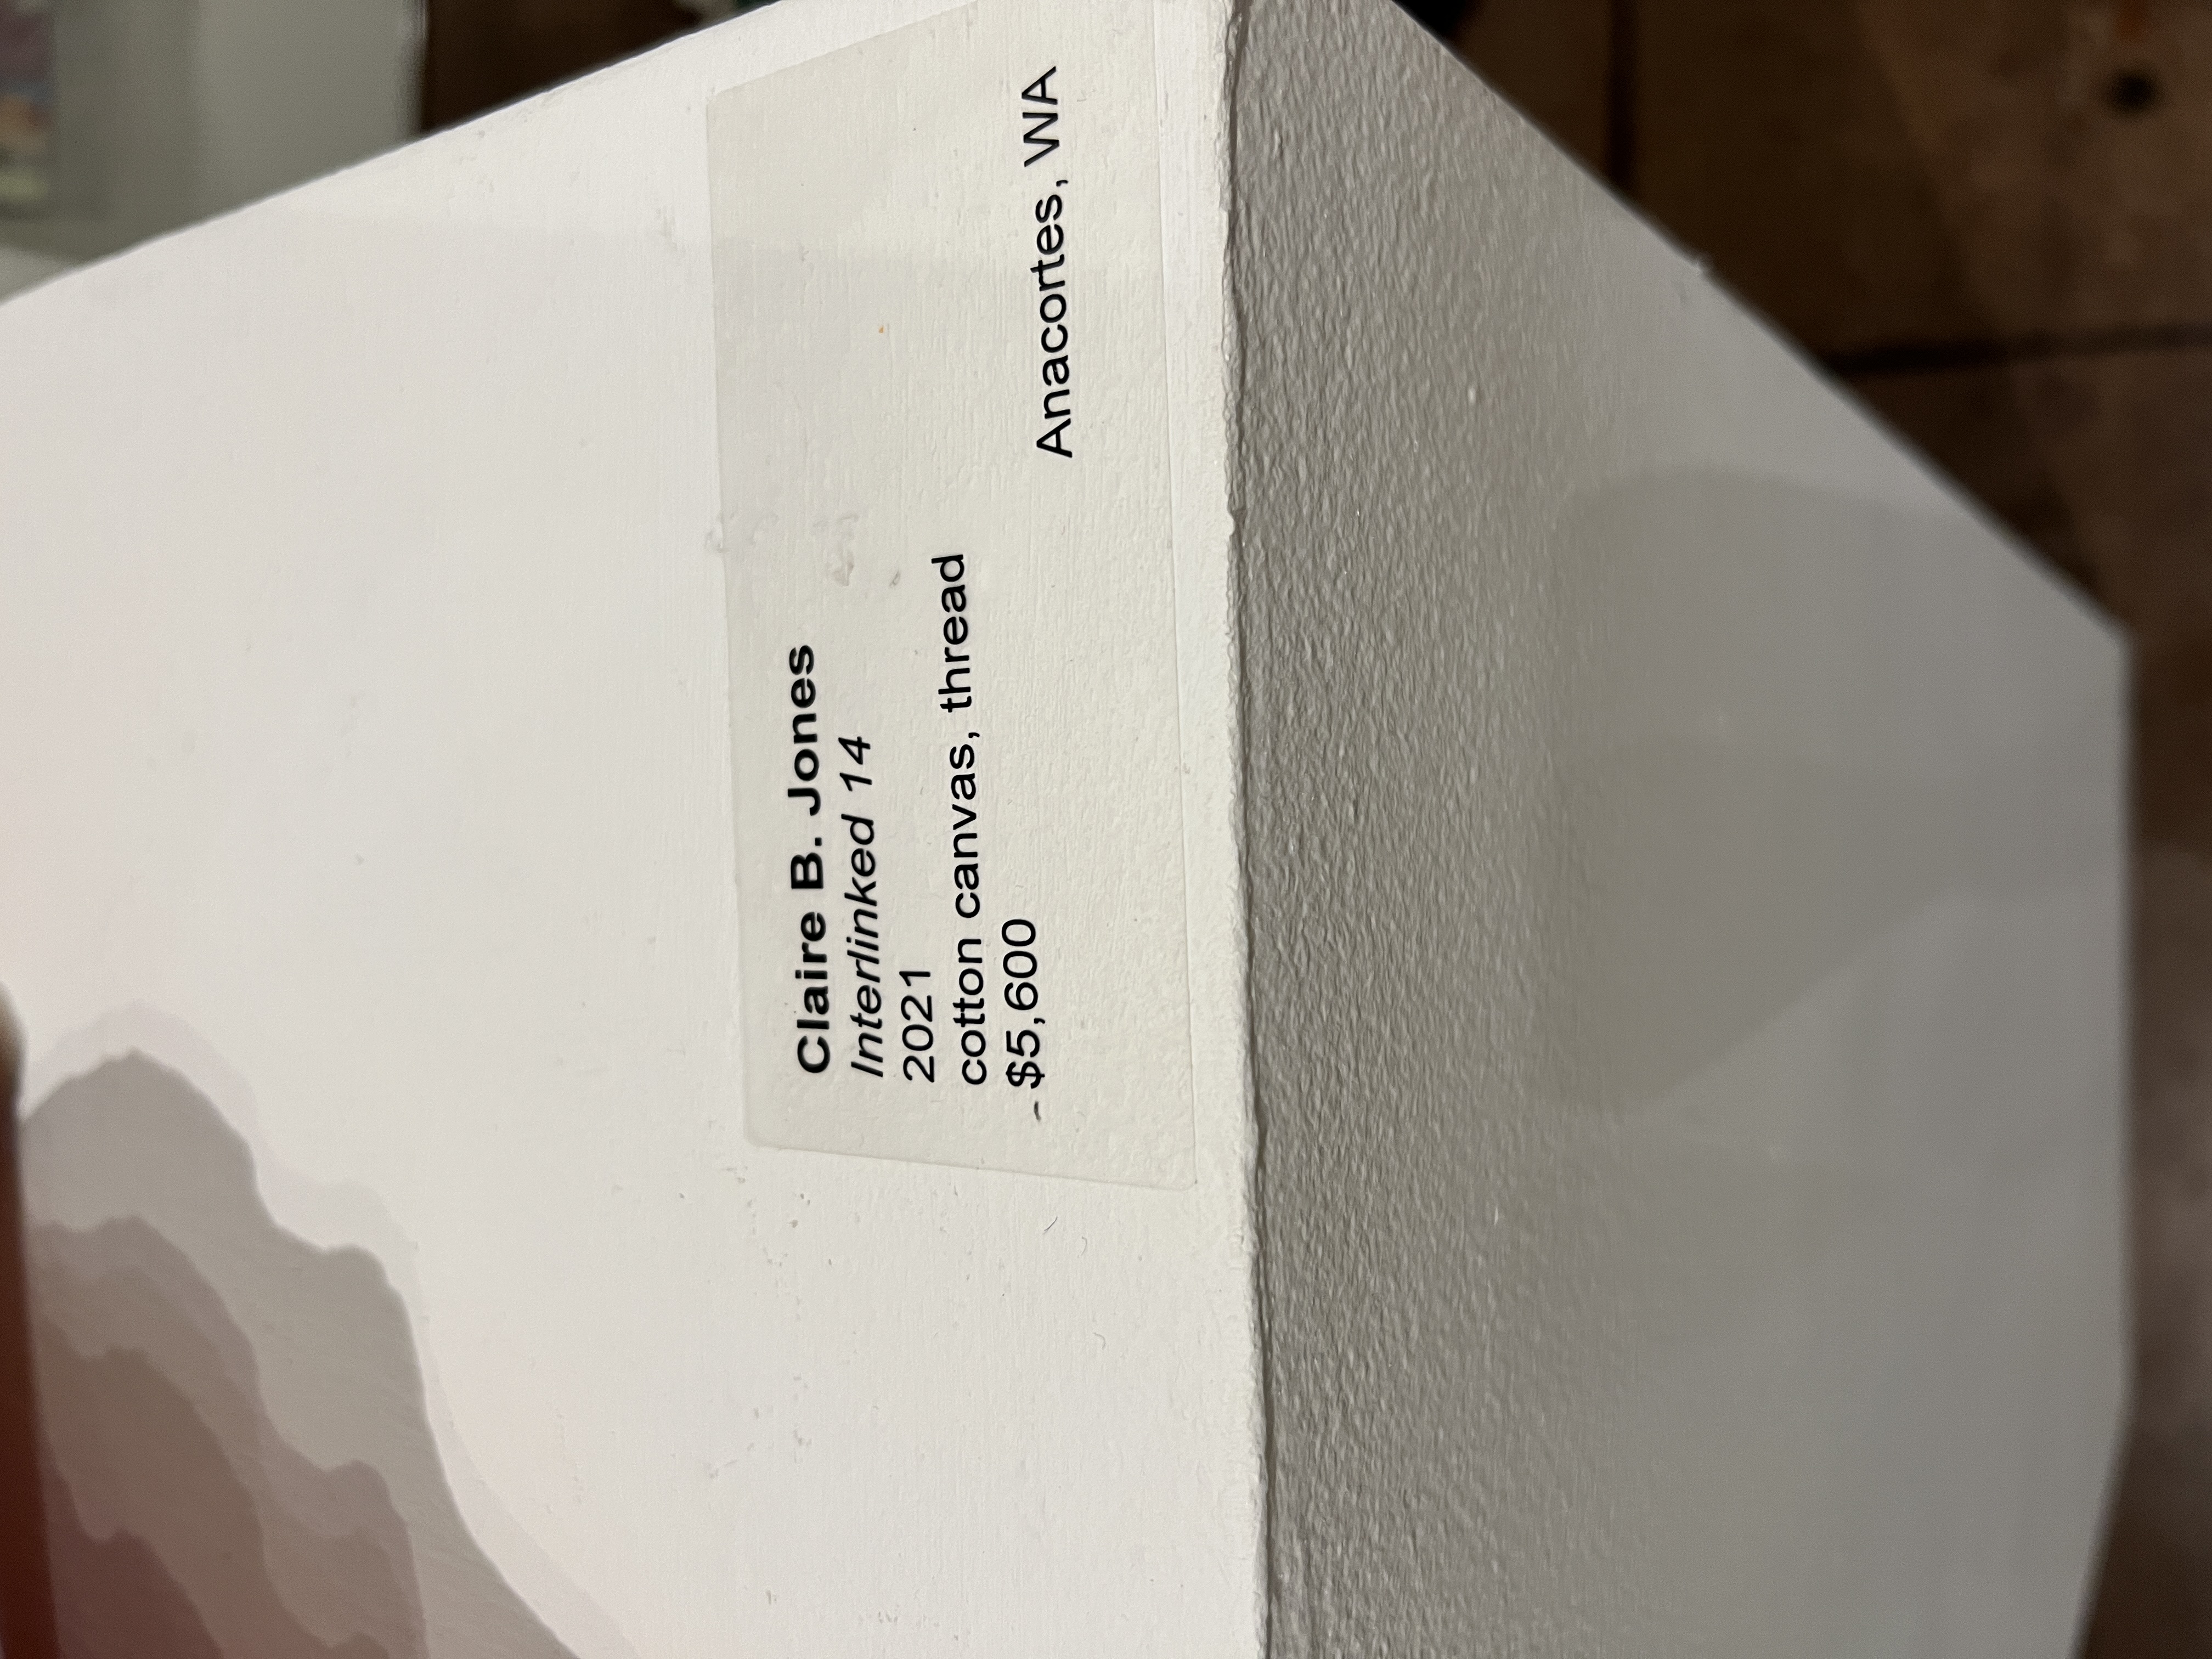 Claire B. Jones
Interlinked 14
2021
cotton canvas, thread
-$5,600
Anacortes, WA